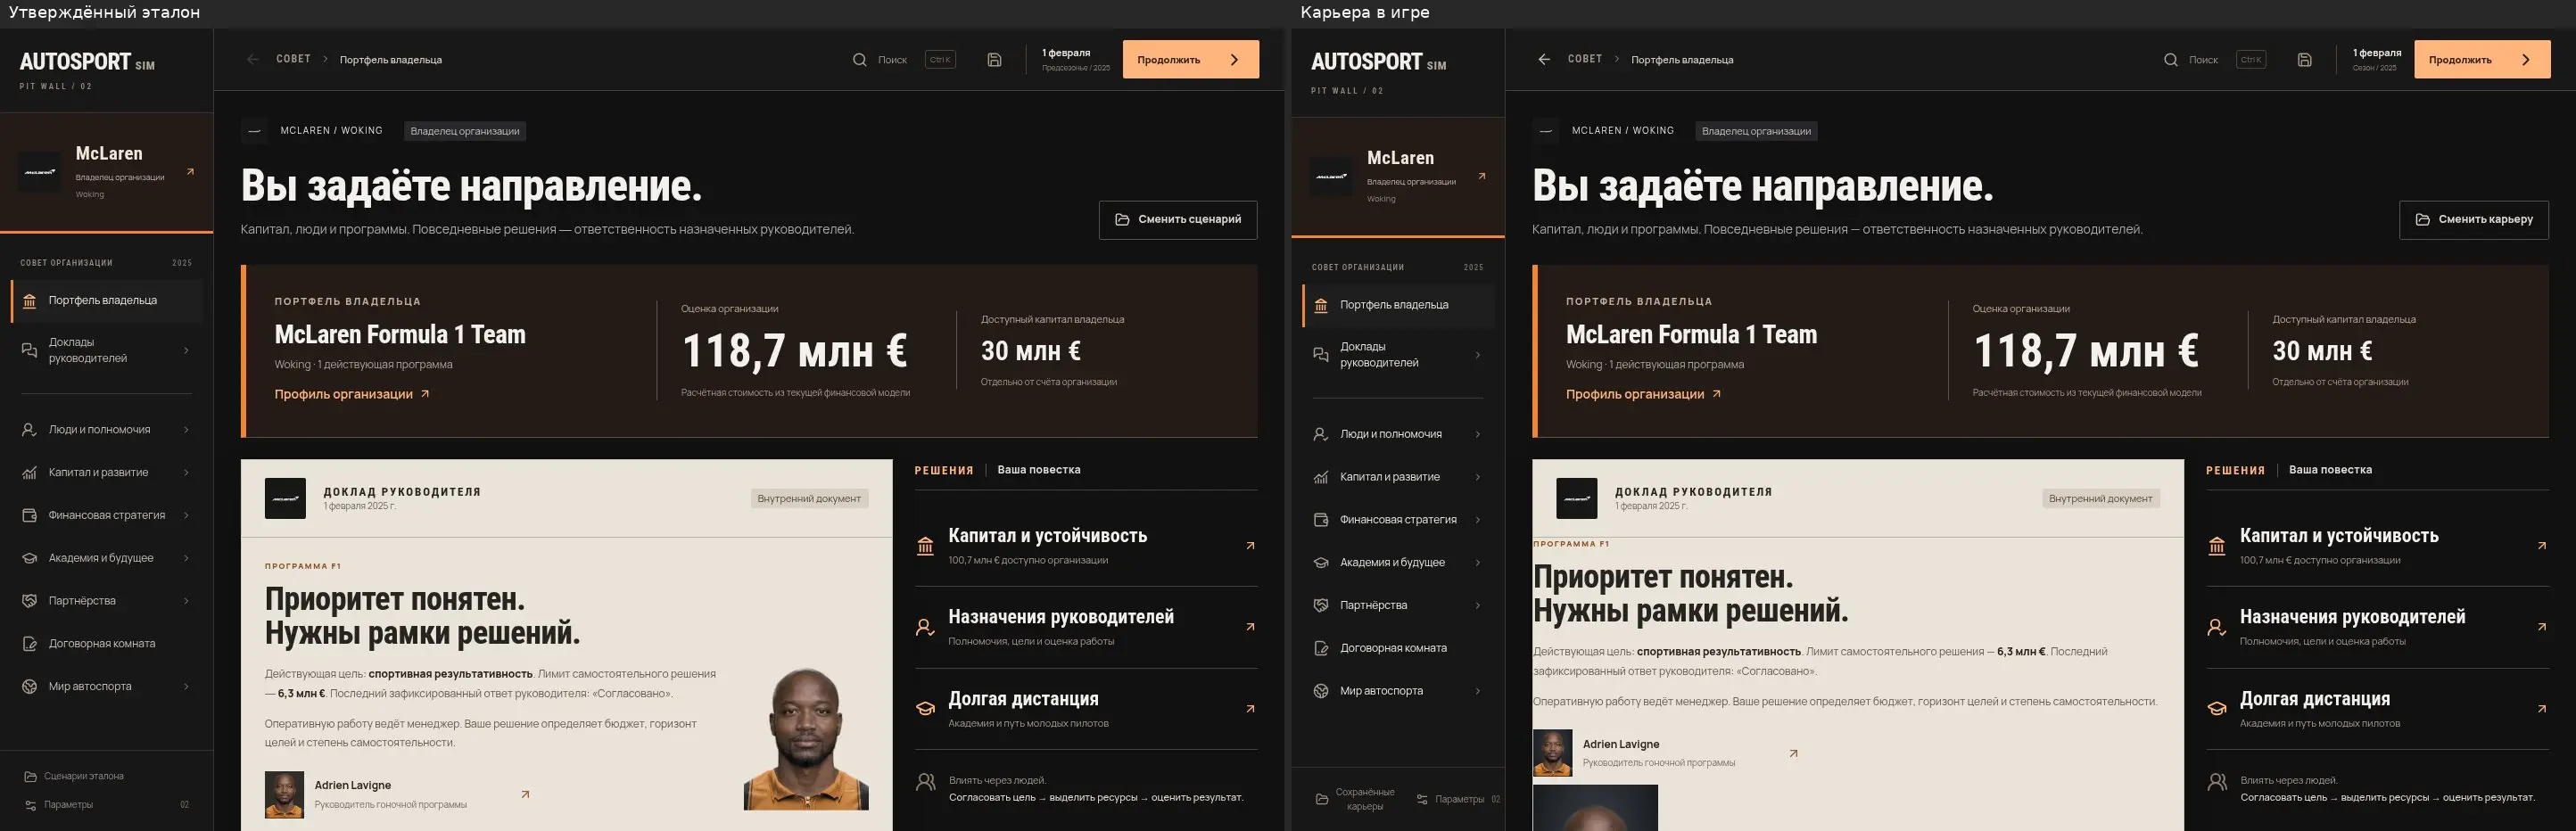 Утверждённый эталон
AUTOSPORT SIM
PIT WALL / 02
McLaren
Владелец организации
Woking
СОВЕТ ОРГАНИЗАЦИИ 2025
Портфель владельца
Доклады
руководителей
Люди и полномочия
Капитал и развитие
Финансовая стратегия
Академия и будущее
Партнёрства
Договорная комната
Мир автоспорта
Сценарии эталона
Параметры 02
СОВЕТ > Портфель владельца
Поиск Ctrl K
1 февраля
Предсезонье / 2025
Продолжить
MCLAREN / WOKING Владелец организации
Вы задаёте направление.
Капитал, люди и программы. Повседневные решения — ответственность назначенных руководителей.
Сменить сценарий
ПОРТФЕЛЬ ВЛАДЕЛЬЦА
McLaren Formula 1 Team
Woking · 1 действующая программа
Профиль организации
Оценка организации
118,7 млн €
Расчётная стоимость из текущей финансовой модели
Доступный капитал владельца
30 млн €
Отдельно от счёта организации
ДОКЛАД РУКОВОДИТЕЛЯ
1 февраля 2025 г.
Внутренний документ
ПРОГРАММА F1
Приоритет понятен.
Нужны рамки решений.
Действующая цель: спортивная результативность. Лимит самостоятельного решения
— 6,3 млн €. Последний зафиксированный ответ руководителя: «Согласовано».
Оперативную работу ведёт менеджер. Ваше решение определяет бюджет, горизонт
целей и степень самостоятельности.
Adrien Lavigne
Руководитель гоночной программы
РЕШЕНИЯ Ваша повестка
Капитал и устойчивость
100,7 млн € доступно организации
Назначения руководителей
Полномочия, цели и оценка работы
Долгая дистанция
Академия и путь молодых пилотов
Влиять через людей.
Согласовать цель → выделить ресурсы → оценить результат.
Карьера в игре
AUTOSPORT SIM
PIT WALL / 02
McLaren
Владелец организации
Woking
СОВЕТ ОРГАНИЗАЦИИ 2025
Портфель владельца
Доклады
руководителей
Люди и полномочия
Капитал и развитие
Финансовая стратегия
Академия и будущее
Партнёрства
Договорная комната
Мир автоспорта
Сохранённые
карьеры
Параметры 02
СОВЕТ > Портфель владельца
Поиск Ctrl K
1 февраля
Сезон / 2025
Продолжить
MCLAREN / WOKING Владелец организации
Вы задаёте направление.
Капитал, люди и программы. Повседневные решения — ответственность назначенных руководителей.
Сменить карьеру
ПОРТФЕЛЬ ВЛАДЕЛЬЦА
McLaren Formula 1 Team
Woking · 1 действующая программа
Профиль организации
Оценка организации
118,7 млн €
Расчётная стоимость из текущей финансовой модели
Доступный капитал владельца
30 млн €
Отдельно от счёта организации
ДОКЛАД РУКОВОДИТЕЛЯ
1 февраля 2025 г.
Внутренний документ
ПРОГРАММА F1
Приоритет понятен.
Нужны рамки решений.
Действующая цель: спортивная результативность. Лимит самостоятельного решения — 6,3 млн €. Последний
зафиксированный ответ руководителя: «Согласовано».
Оперативную работу ведёт менеджер. Ваше решение определяет бюджет, горизонт целей и степень самостоятельности.
Adrien Lavigne
Руководитель гоночной программы
РЕШЕНИЯ Ваша повестка
Капитал и устойчивость
100,7 млн € доступно организации
Назначения руководителей
Полномочия, цели и оценка работы
Долгая дистанция
Академия и путь молодых пилотов
Влиять через людей.
Согласовать цель → выделить ресурсы → оценить результат.